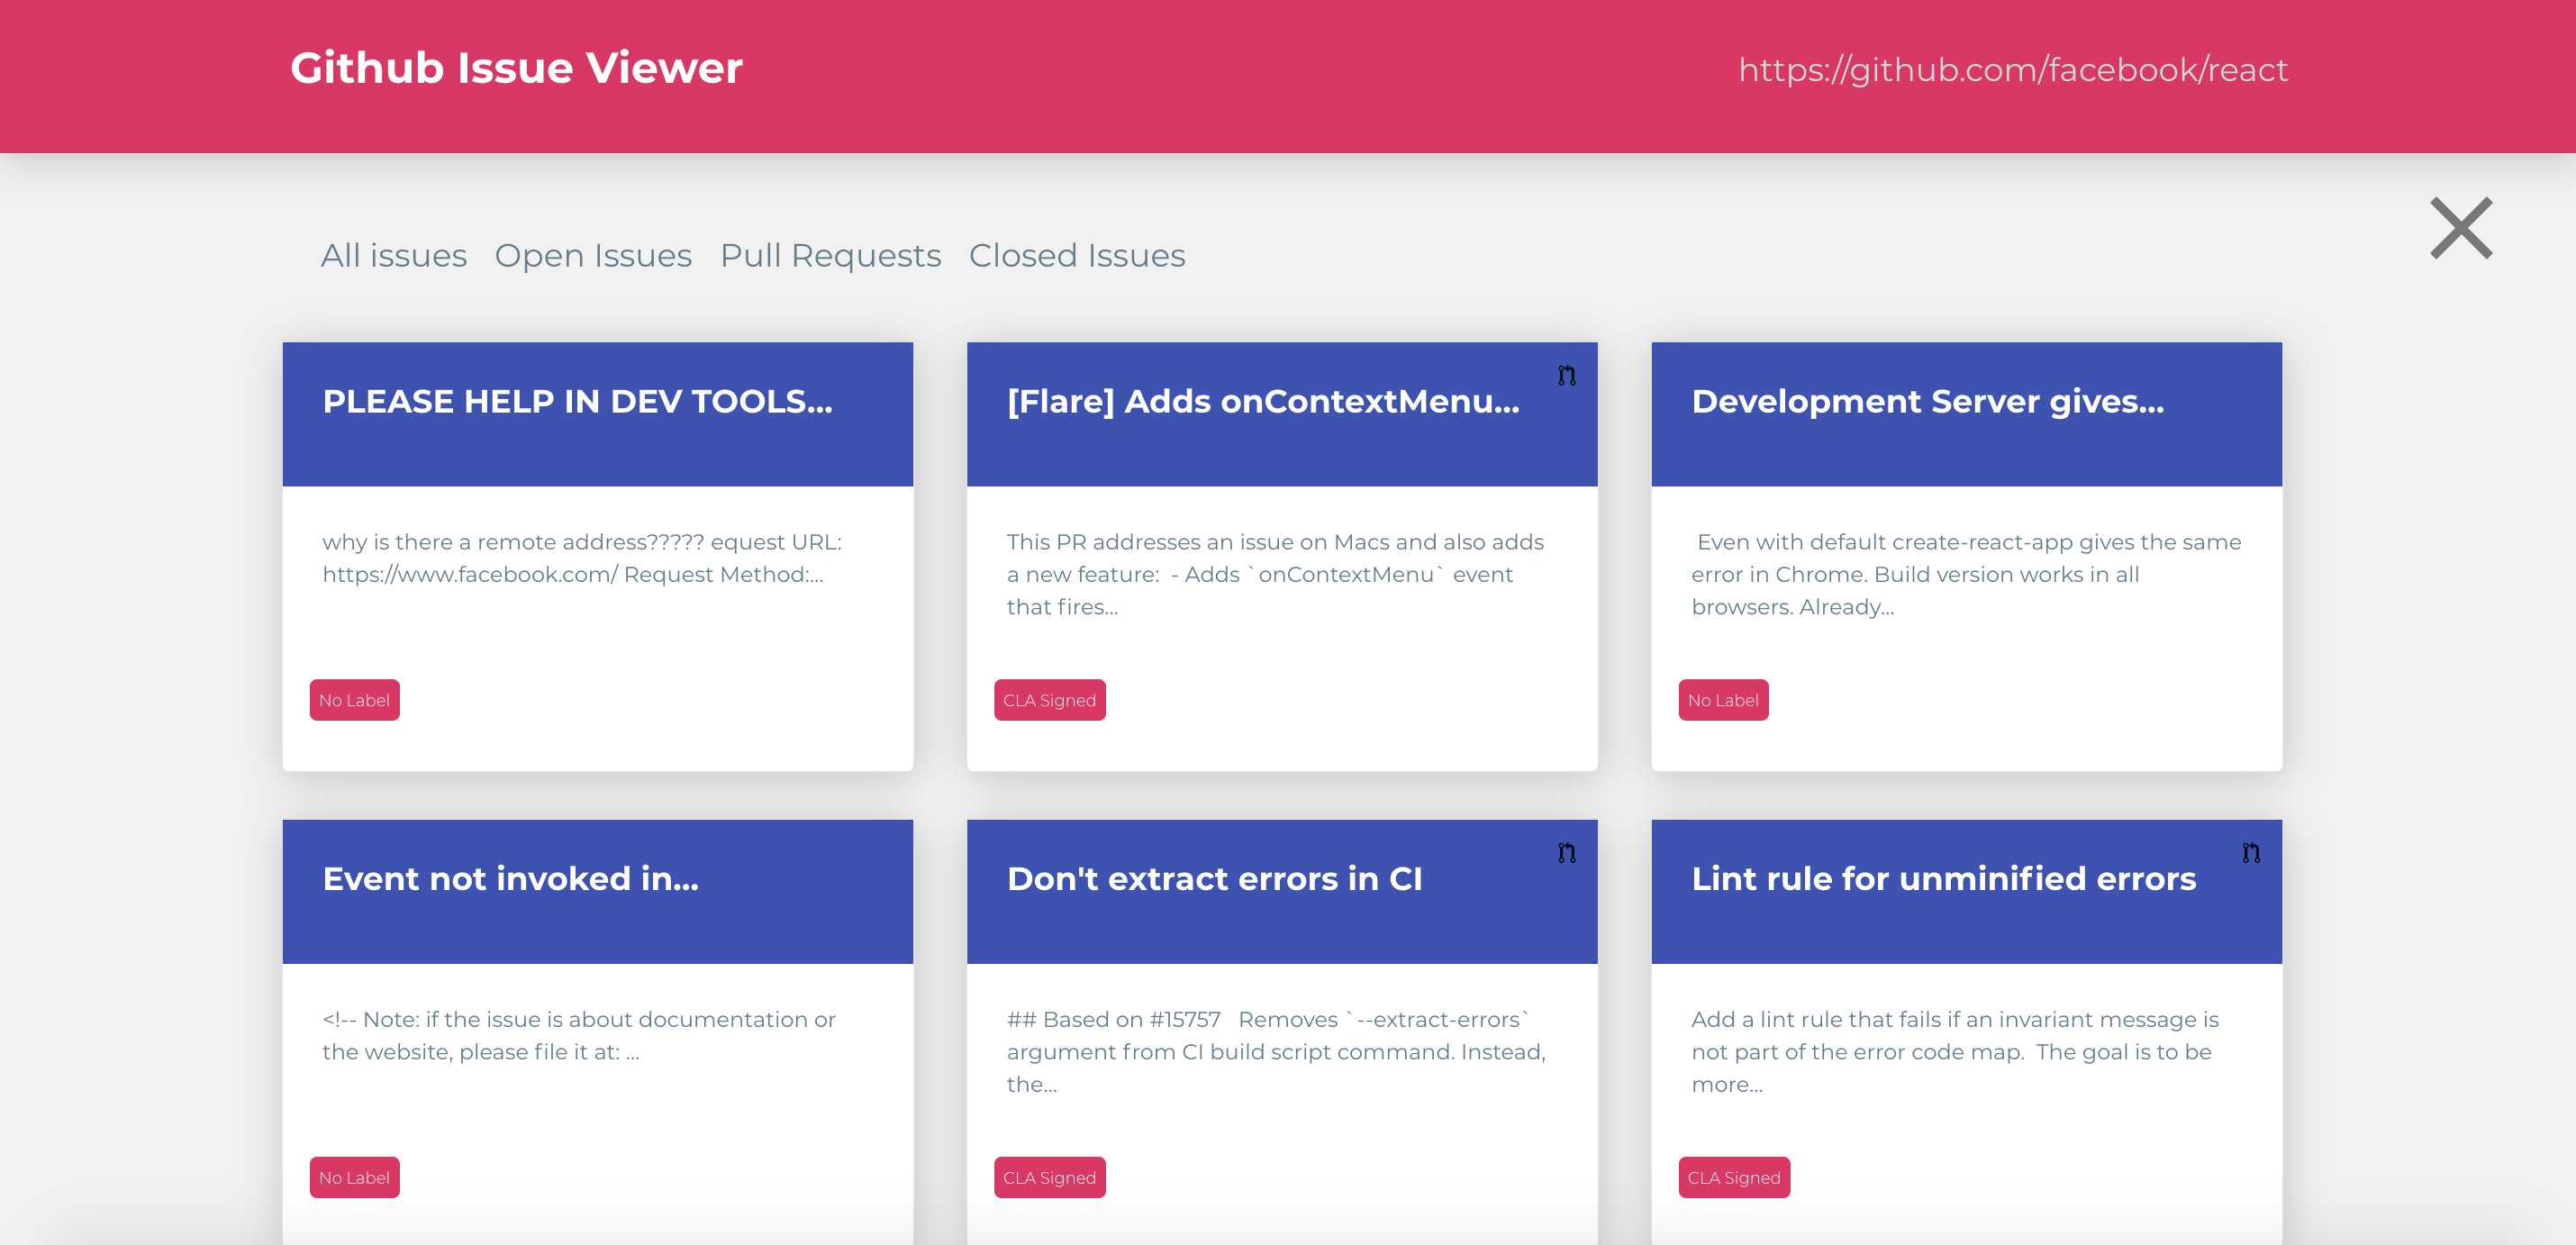 Github Issue Viewer
https://github.com/facebook/react
All issues Open Issues Pull Requests Closed Issues
PLEASE HELP IN DEV TOOLS...
why is there a remote address????? equest URL:
https://www.facebook.com/ Request Method:...
No Label
[Flare] Adds onContextMenu...
This PR addresses an issue on Macs and also adds
a new feature:  - Adds `onContextMenu` event
that fires...
CLA Signed
Development Server gives...
Even with default create-react-app gives the same
error in Chrome. Build version works in all
browsers. Already...
No Label
Event not invoked in...
<!-- Note: if the issue is about documentation or
the website, please file it at: ...
No Label
Don't extract errors in CI
## Based on #15757   Removes `--extract-errors`
argument from CI build script command. Instead,
the...
CLA Signed
Lint rule for unminified errors
Add a lint rule that fails if an invariant message is
not part of the error code map.  The goal is to be
more...
CLA Signed